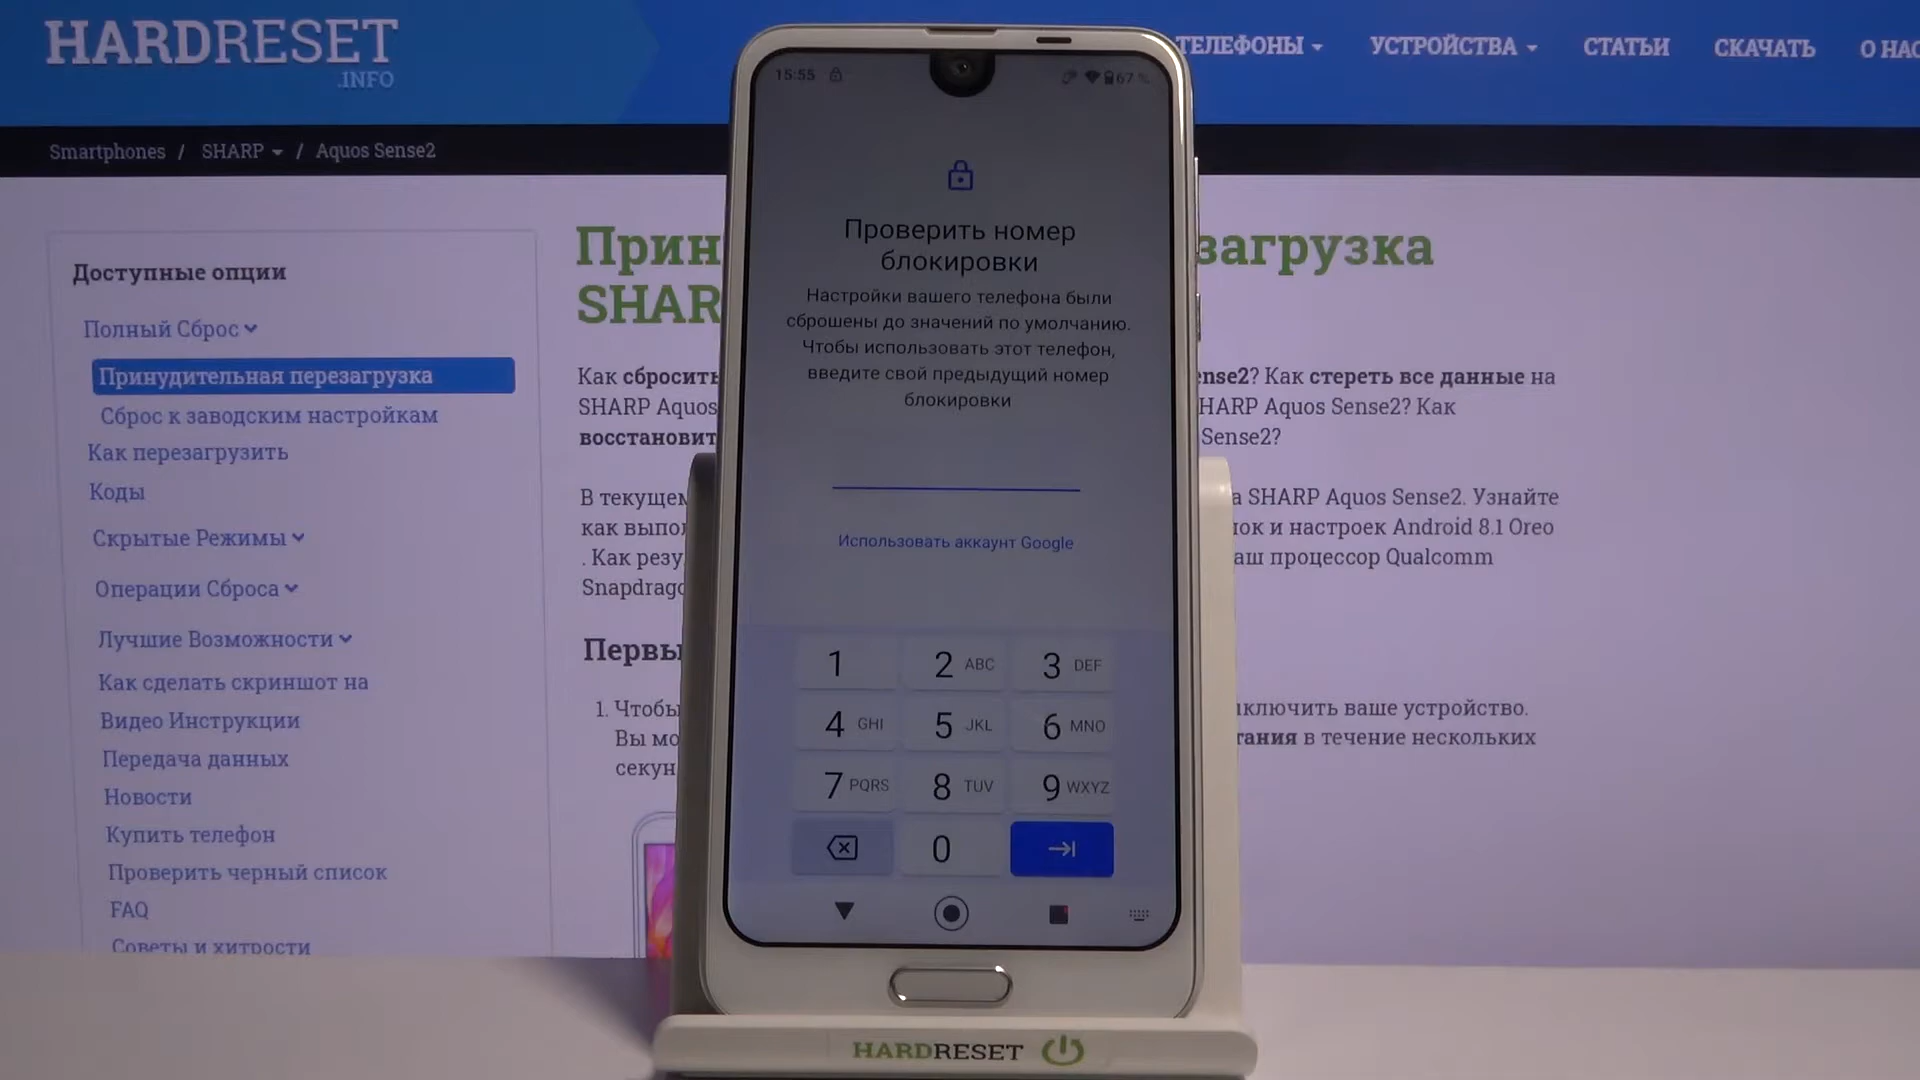 HARDRESET
.INFO
ТЕЛЕФОНЫ УСТРОЙСТВА СТАТЬИ СКАЧАТЬ О НАС
Smartphones / SHARP / Aquos Sense2
Доступные опции
Полный Сброс
Принудительная перезагрузка
Сброс к заводским настройкам
Как перезагрузить
Коды
Скрытые Режимы
Операции Сброса
Лучшие Возможности
Как сделать скриншот на
Видео Инструкции
Передача данных
Новости
Купить телефон
Проверить черный список
FAQ
Советы и хитрости
Прин
загрузка
SHAR
Как сбросить
nse2? Как стереть все данные на
SHARP Aquos
HARP Aquos Sense2? Как
восстановит
Sense2?
В текущем
а SHARP Aquos Sense2. Узнайте
как выпол
ок и настроек Android 8.1 Oreo
. Как резу
аш процессор Qualcomm
Snapdrago
Первы
1. Чтобы
ключить ваше устройство.
Вы мо
тания в течение нескольких
секун
15:55
67 %
Проверить номер
блокировки
Настройки вашего телефона были
сброшены до значений по умолчанию.
Чтобы использовать этот телефон,
введите свой предыдущий номер
блокировки
Использовать аккаунт Google
1 2 ABC 3 DEF
4 GHI 5 JKL 6 MNO
7 PQRS 8 TUV 9 WXYZ
0
HARDRESET